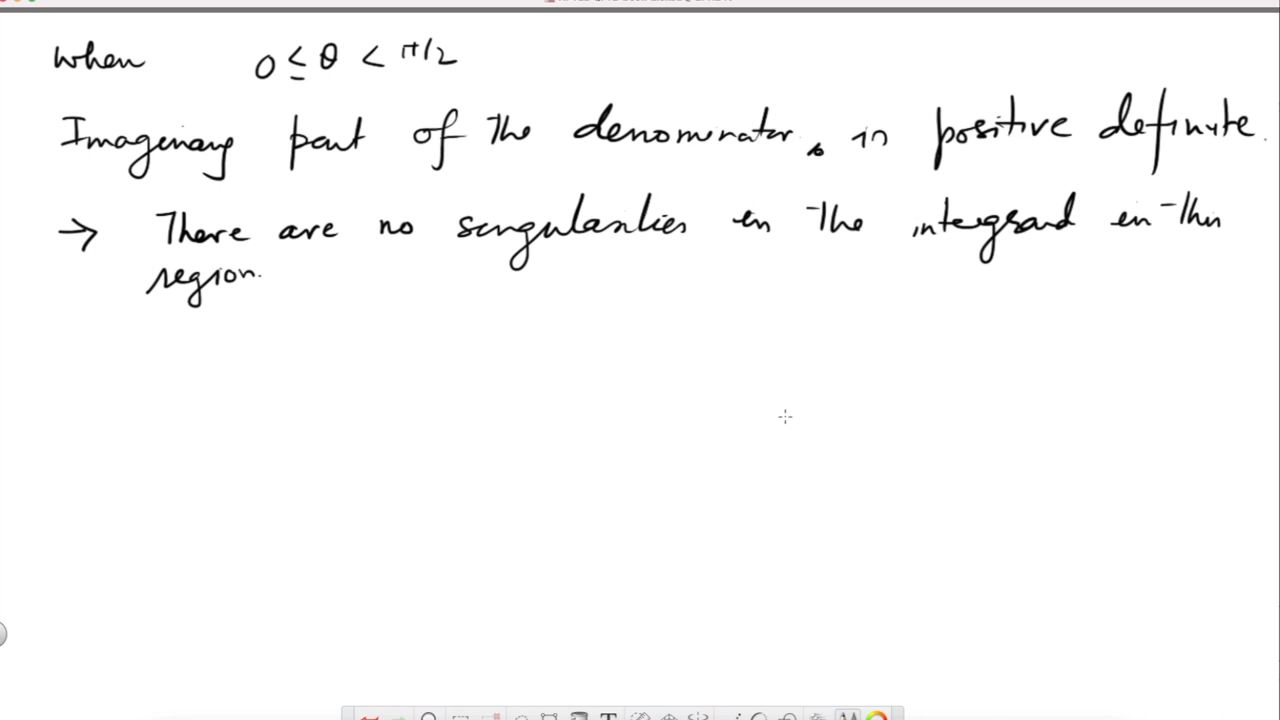 when 0 ≤ θ < π/2
Imaginary part of the denominator is positive definite.
→ There are no singularities in the integrand in this
region.